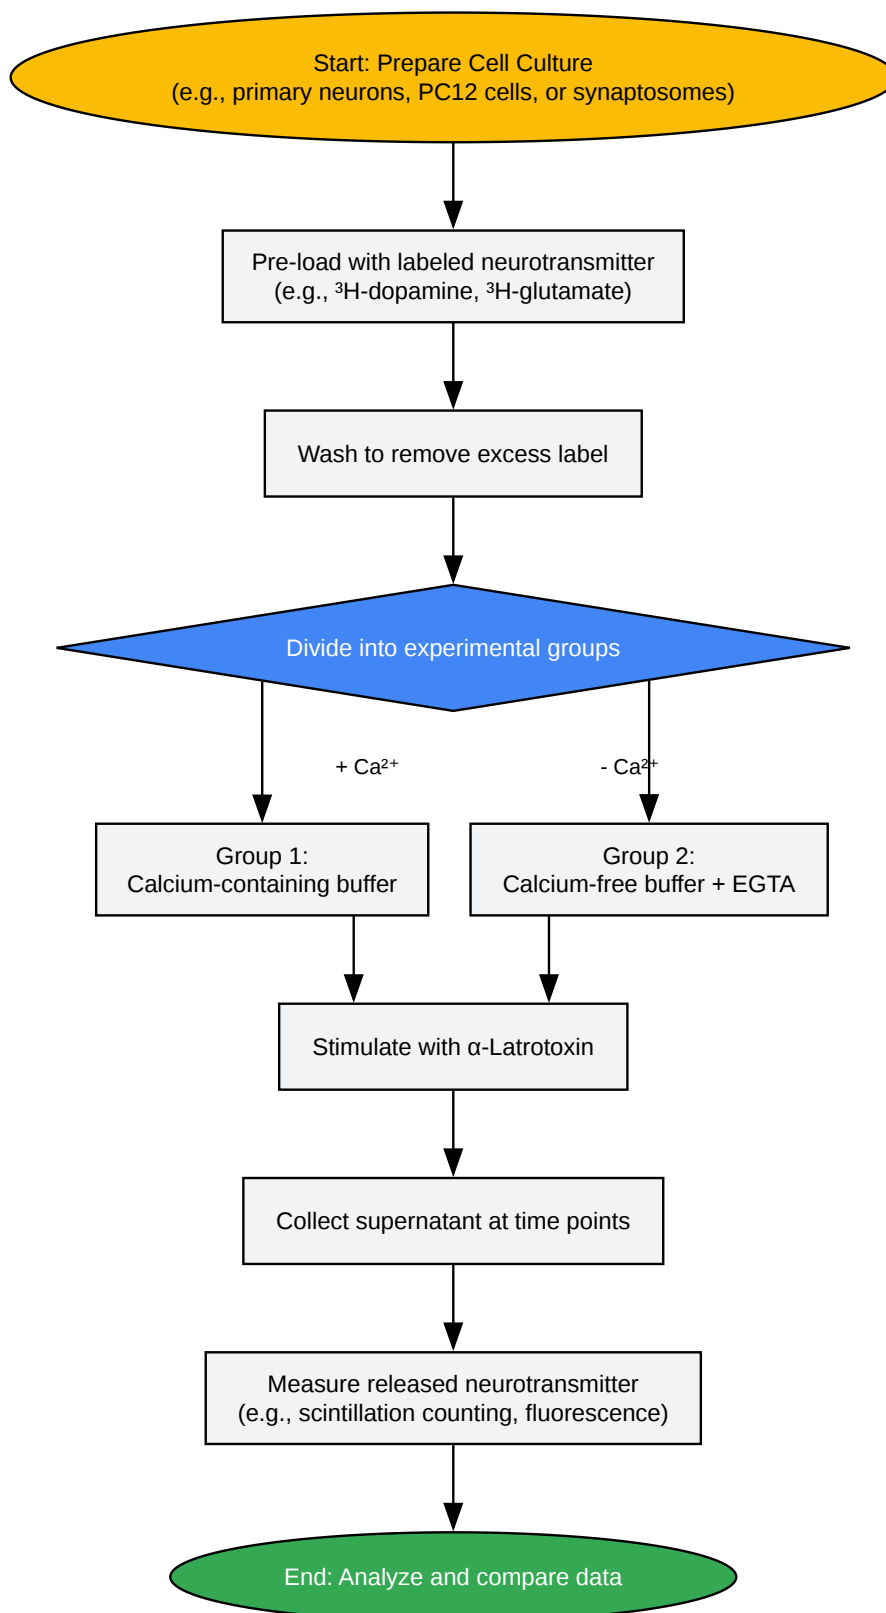 Start: Prepare Cell Culture
(e.g., primary neurons, PC12 cells, or synaptosomes)
Pre-load with labeled neurotransmitter
(e.g., ³H-dopamine, ³H-glutamate)
Wash to remove excess label
Divide into experimental groups
+ Ca²⁺
- Ca²⁺
Group 1:
Calcium-containing buffer
Group 2:
Calcium-free buffer + EGTA
Stimulate with α-Latrotoxin
Collect supernatant at time points
Measure released neurotransmitter
(e.g., scintillation counting, fluorescence)
End: Analyze and compare data